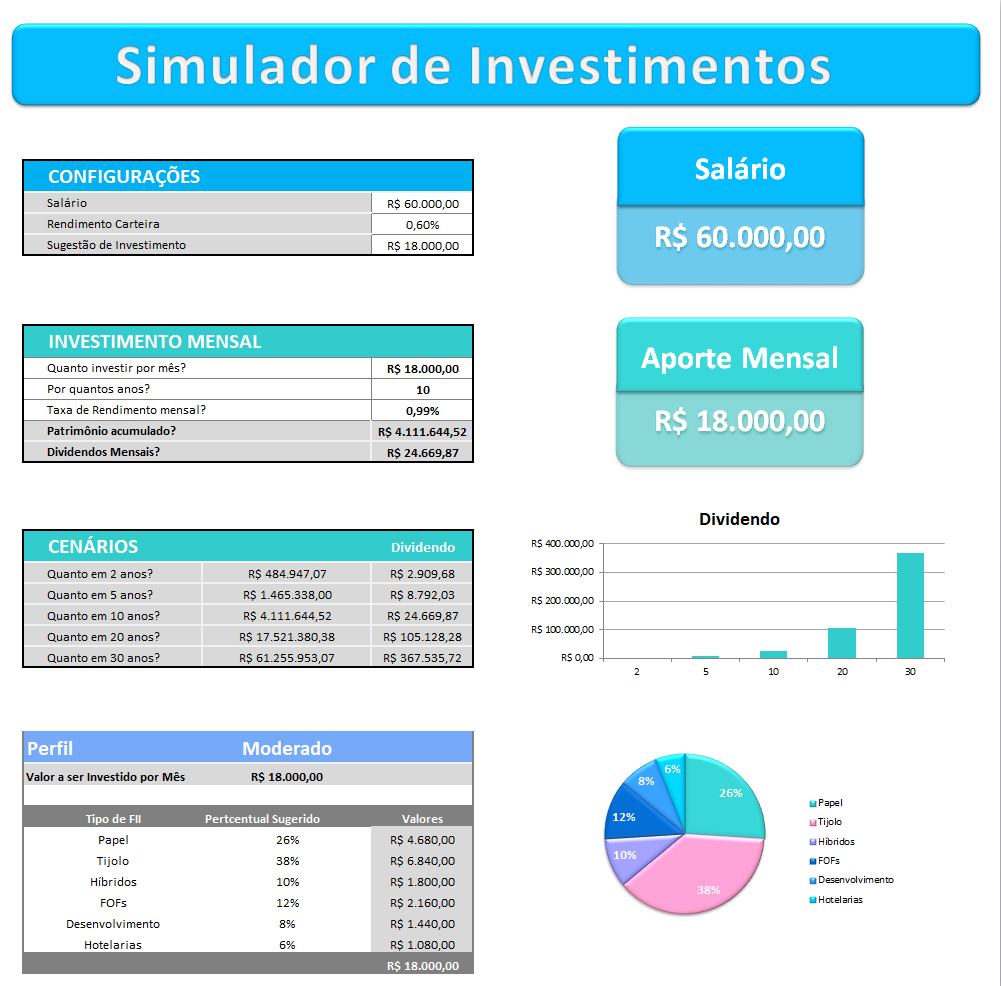 Simulador de Investimentos
CONFIGURAÇÕES
Salário R$ 60.000,00
Rendimento Carteira 0,60%
Sugestão de Investimento R$ 18.000,00
Salário
R$ 60.000,00
INVESTIMENTO MENSAL
Quanto investir por mês? R$ 18.000,00
Por quantos anos? 10
Taxa de Rendimento mensal? 0,99%
Patrimônio acumulado? R$ 4.111.644,52
Dividendos Mensais? R$ 24.669,87
Aporte Mensal
R$ 18.000,00
CENÁRIOS Dividendo
Quanto em 2 anos? R$ 484.947,07 R$ 2.909,68
Quanto em 5 anos? R$ 1.465.338,00 R$ 8.792,03
Quanto em 10 anos? R$ 4.111.644,52 R$ 24.669,87
Quanto em 20 anos? R$ 17.521.380,38 R$ 105.128,28
Quanto em 30 anos? R$ 61.255.953,07 R$ 367.535,72
Dividendo
R$ 400.000,00
R$ 300.000,00
R$ 200.000,00
R$ 100.000,00
R$ 0,00
2 5 10 20 30
Perfil Moderado
Valor a ser Investido por Mês R$ 18.000,00
Tipo de FII Pertcentual Sugerido Valores
Papel 26% R$ 4.680,00
Tijolo 38% R$ 6.840,00
Híbridos 10% R$ 1.800,00
FOFs 12% R$ 2.160,00
Desenvolvimento 8% R$ 1.440,00
Hotelarias 6% R$ 1.080,00
R$ 18.000,00
6%
8%
26%
12%
10%
38%
Papel
Tijolo
Híbridos
FOFs
Desenvolvimento
Hotelarias